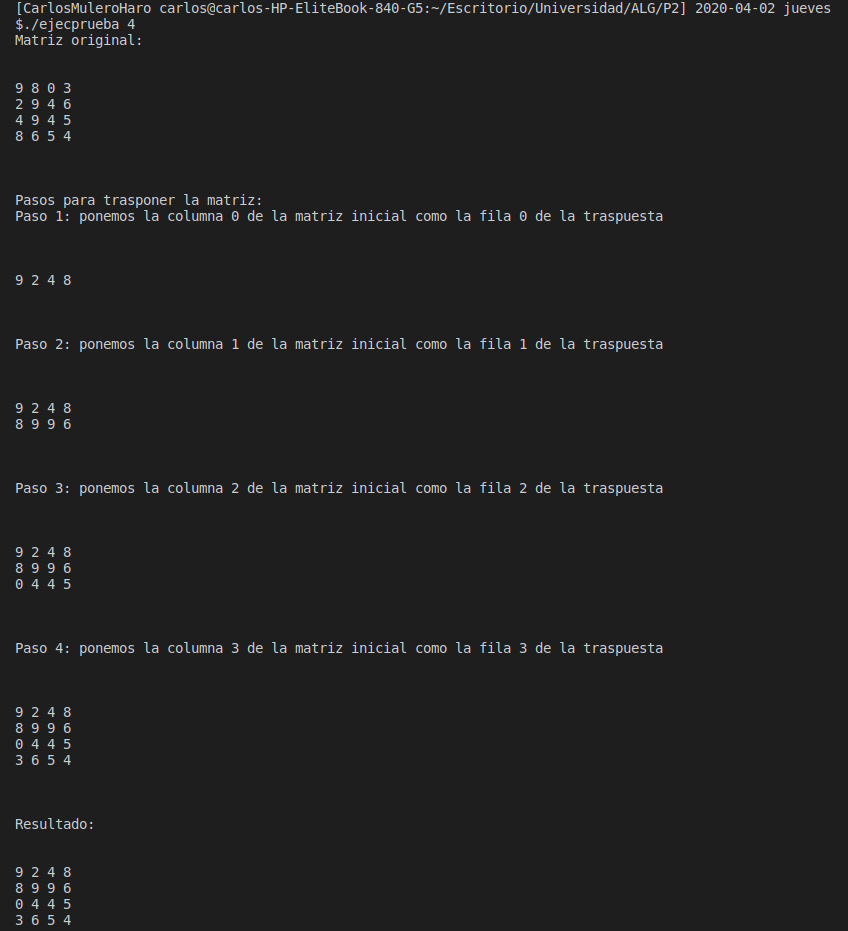 [CarlosMuleroHaro carlos@carlos-HP-EliteBook-840-G5:~/Escritorio/Universidad/ALG/P2] 2020-04-02 jueves
$./ejecprueba 4
Matriz original:
9 8 0 3
2 9 4 6
4 9 4 5
8 6 5 4
Pasos para trasponer la matriz:
Paso 1: ponemos la columna 0 de la matriz inicial como la fila 0 de la traspuesta
9 2 4 8
Paso 2: ponemos la columna 1 de la matriz inicial como la fila 1 de la traspuesta
9 2 4 8
8 9 9 6
Paso 3: ponemos la columna 2 de la matriz inicial como la fila 2 de la traspuesta
9 2 4 8
8 9 9 6
0 4 4 5
Paso 4: ponemos la columna 3 de la matriz inicial como la fila 3 de la traspuesta
9 2 4 8
8 9 9 6
0 4 4 5
3 6 5 4
Resultado:
9 2 4 8
8 9 9 6
0 4 4 5
3 6 5 4